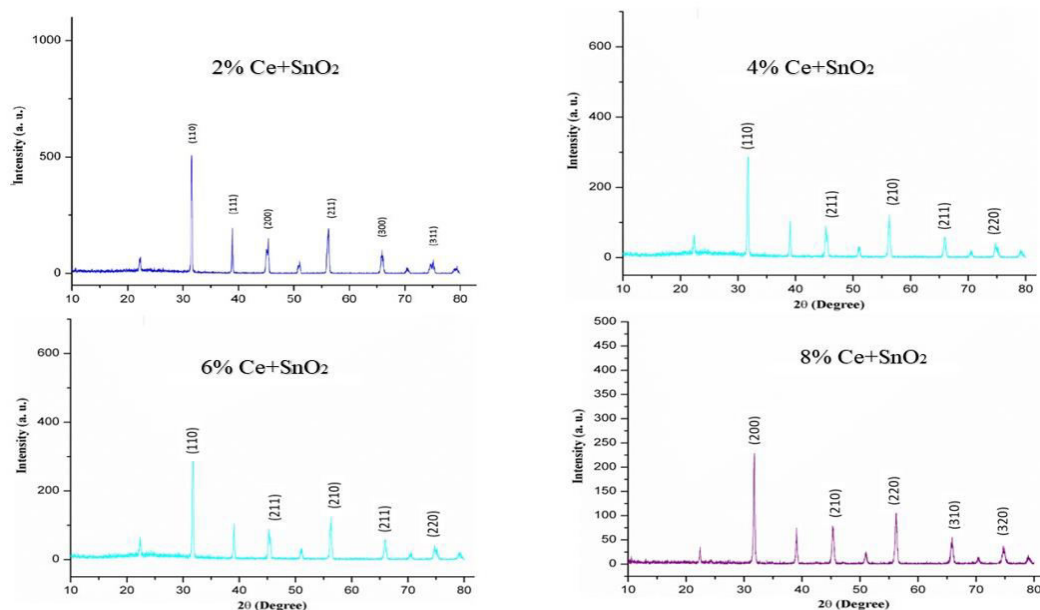 2% Ce+SnO₂
Intensity (a. u.)
1000
500
0
(110)
(111)
(200)
(211)
(300)
(311)
10 20 30 40 50 60 70 80
2θ (Degree)
4% Ce+SnO₂
Intensity (a. u.)
600
400
200
0
(110)
(211)
(210)
(211)
(220)
10 20 30 40 50 60 70 80
2θ (Degree)
6% Ce+SnO₂
Intensity (a. u.)
600
400
200
0
(110)
(211)
(210)
(211)
(220)
10 20 30 40 50 60 70 80
2θ (Degree)
8% Ce+SnO₂
Intensity (a. u.)
500
450
400
350
300
250
200
150
100
50
0
(200)
(210)
(220)
(310)
(320)
10 20 30 40 50 60 70 80
2θ (Degree)